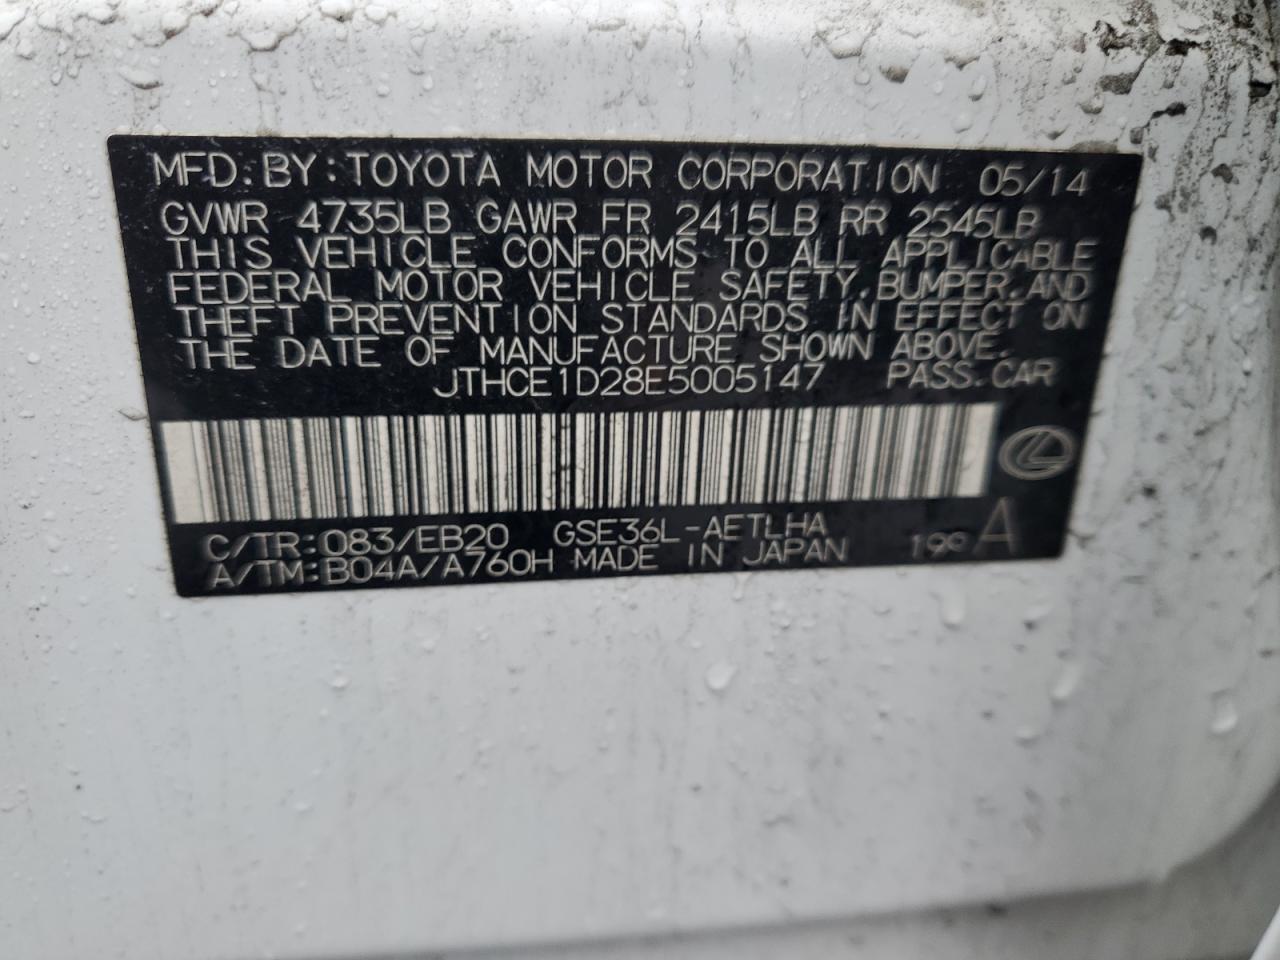 MFD.BY:TOYOTA MOTOR CORPORATION 05/14
GVWR 4735LB GAWR FR 2415LB RR 2545LB
THIS VEHICLE CONFORMS TO ALL APPLICABLE
FEDERAL MOTOR VEHICLE SAFETY,BUMPER,AND
THEFT PREVENTION STANDARDS IN EFFECT ON
THE DATE OF MANUFACTURE SHOWN ABOVE.
JTHCE1D28E5005147 PASS.CAR
C/TR:083/EB20 GSE36L-AETLHA
A/TM:B04A/A760H MADE IN JAPAN A